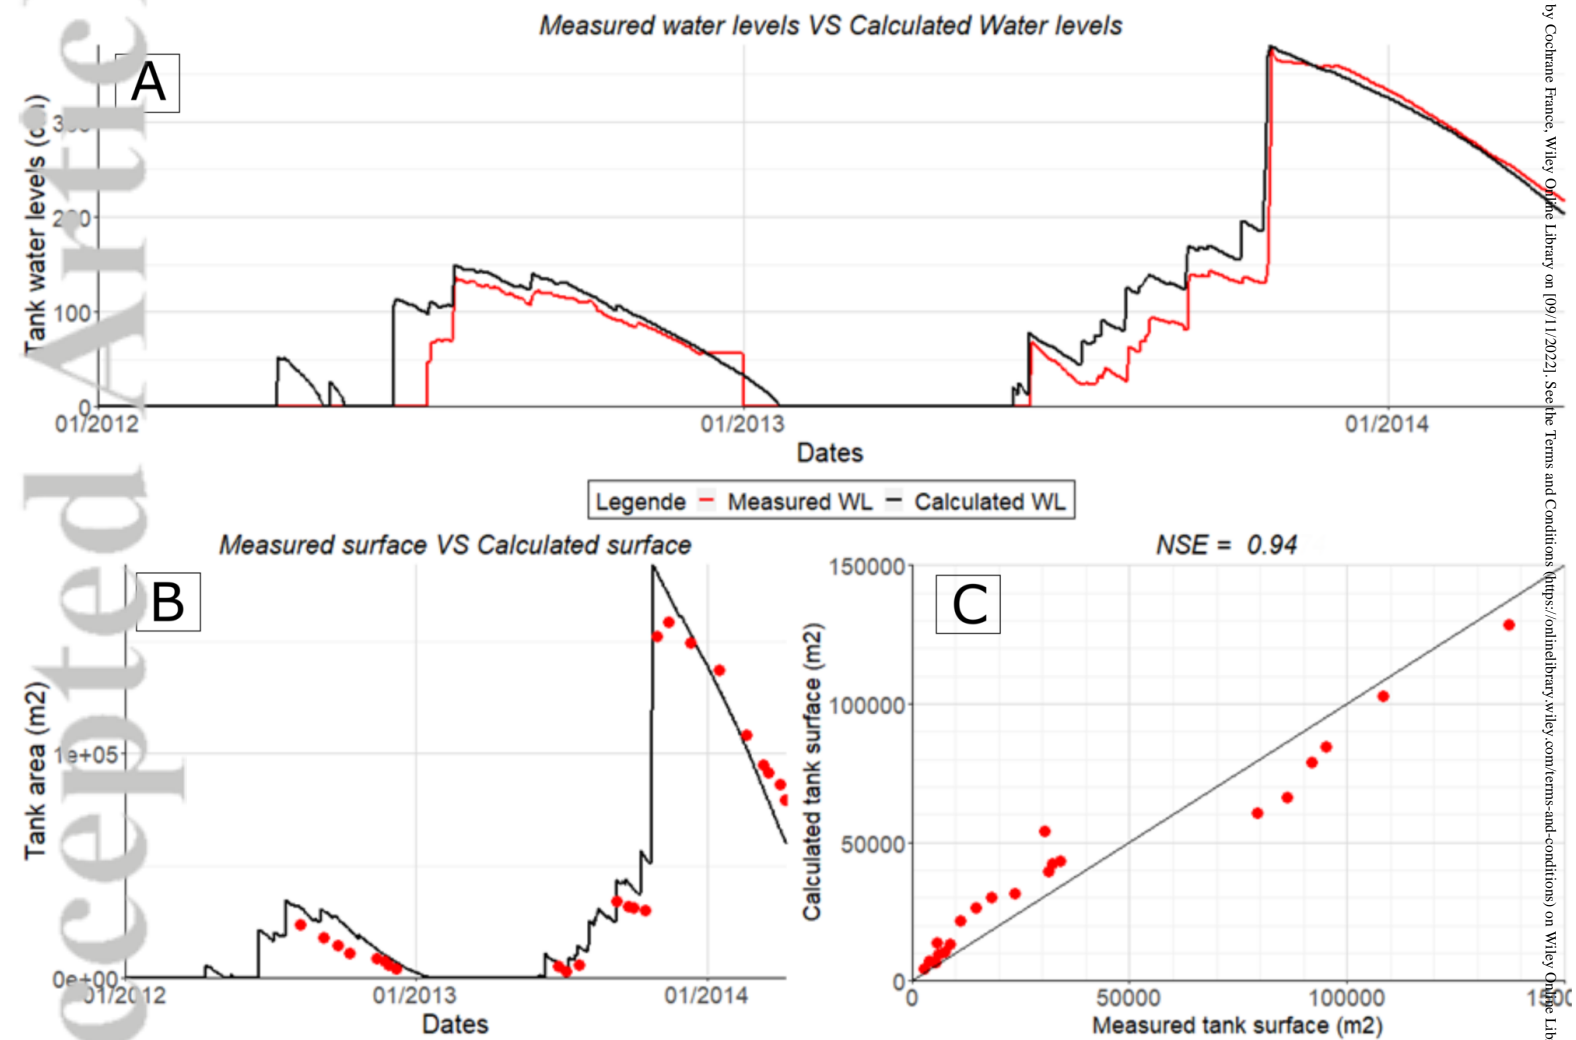 Measured water levels VS Calculated Water levels
A
Tank water levels
300
200
100
0
01/2012
01/2013
01/2014
Dates
Legende Measured WL Calculated WL
Measured surface VS Calculated surface
B
Tank area (m2)
1e+05
0e+00
01/2012
01/2013
01/2014
Dates
NSE = 0.94
C
Calculated tank surface (m2)
150000
100000
50000
0
0
50000
100000
Measured tank surface (m2)
cepted Artic
by Cochrane France, Wiley Online Library on [09/11/2022]. See the Terms and Conditions (https://onlinelibrary.wiley.com/terms-and-conditions) on Wiley Online Lib